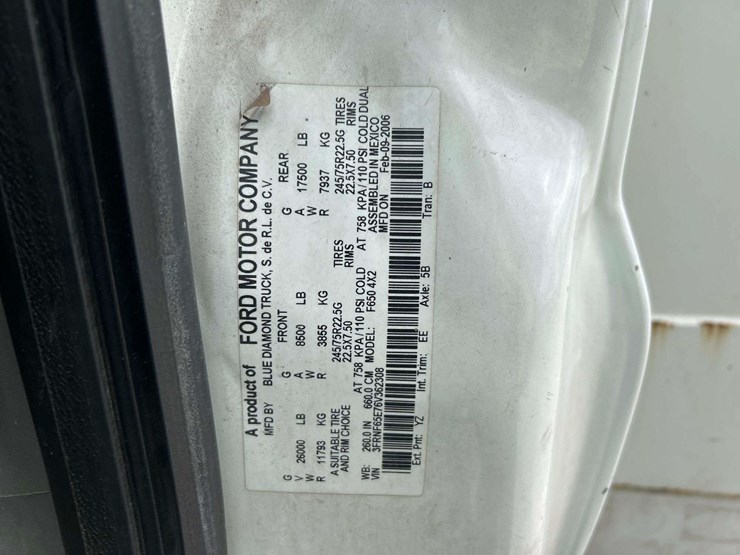 A product of FORD MOTOR COMPANY
MFD BY BLUE DIAMOND TRUCK, S. de R.L. de C.V.
FRONT REAR
G G G
V 26000 LB A 8500 LB A 17500 LB
W W W
R 11793 KG R 3855 KG R 7937 KG
A SUITABLE TIRE 245/75R22.5G TIRES 245/75R22.5G TIRES
AND RIM CHOICE 22.5X7.50 RIMS 22.5X7.50 RIMS
AT 758 KPA/110 PSI COLD AT 758 KPA/110 PSI COLD DUAL
WB: 260.0 IN 660.0 CM MODEL: F650 4X2 ASSEMBLED IN MEXICO
VIN 3FRNF65E76V362308 MFD ON Feb-09-2006
Ext. Pnt: YZ Int. Trim: EE Axle: 5B Tran: B